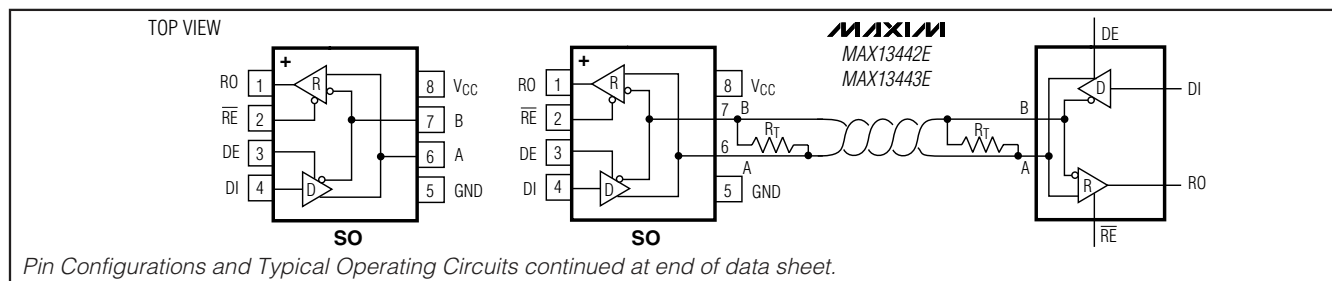 TOP VIEW
MAXIM
MAX13442E
MAX13443E
+
RO 1
RE 2
DE 3
DI 4
R
D
8 VCC
7 B
6 A
5 GND
SO
+
RO 1
RE 2
DE 3
DI 4
R
D
8 VCC
7 B
RT
6
A
5 GND
SO
RT
B
A
DE
D
DI
R
RO
RE
Pin Configurations and Typical Operating Circuits continued at end of data sheet.